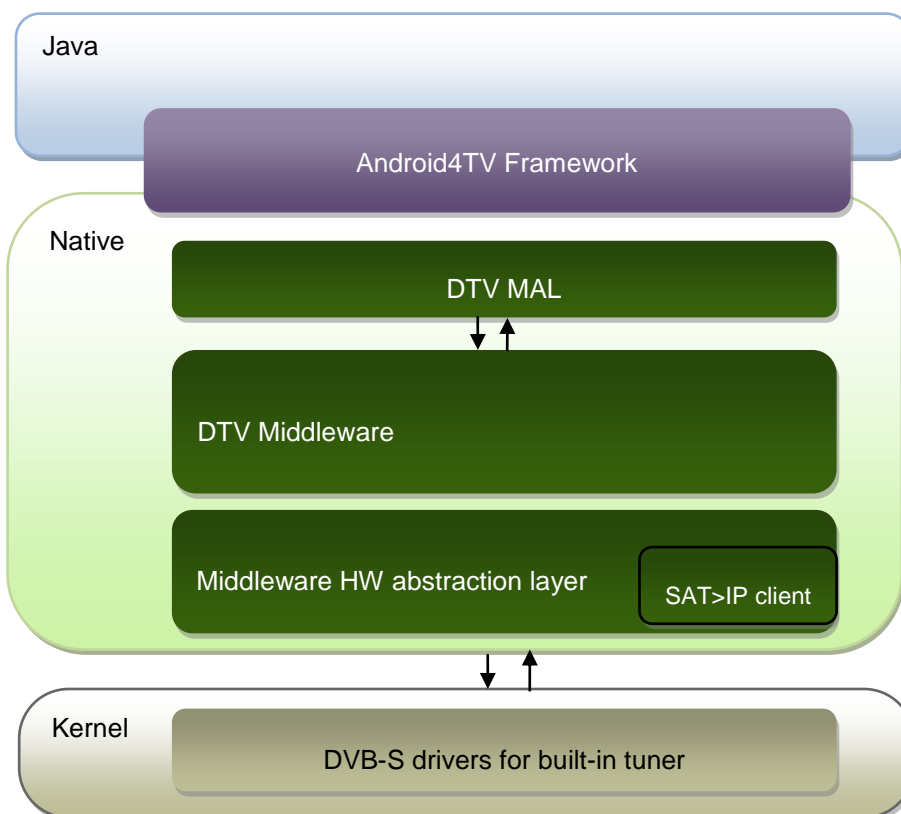 Java
Android4TV Framework
Native
DTV MAL
DTV Middleware
Middleware HW abstraction layer
SAT>IP client
Kernel
DVB-S drivers for built-in tuner